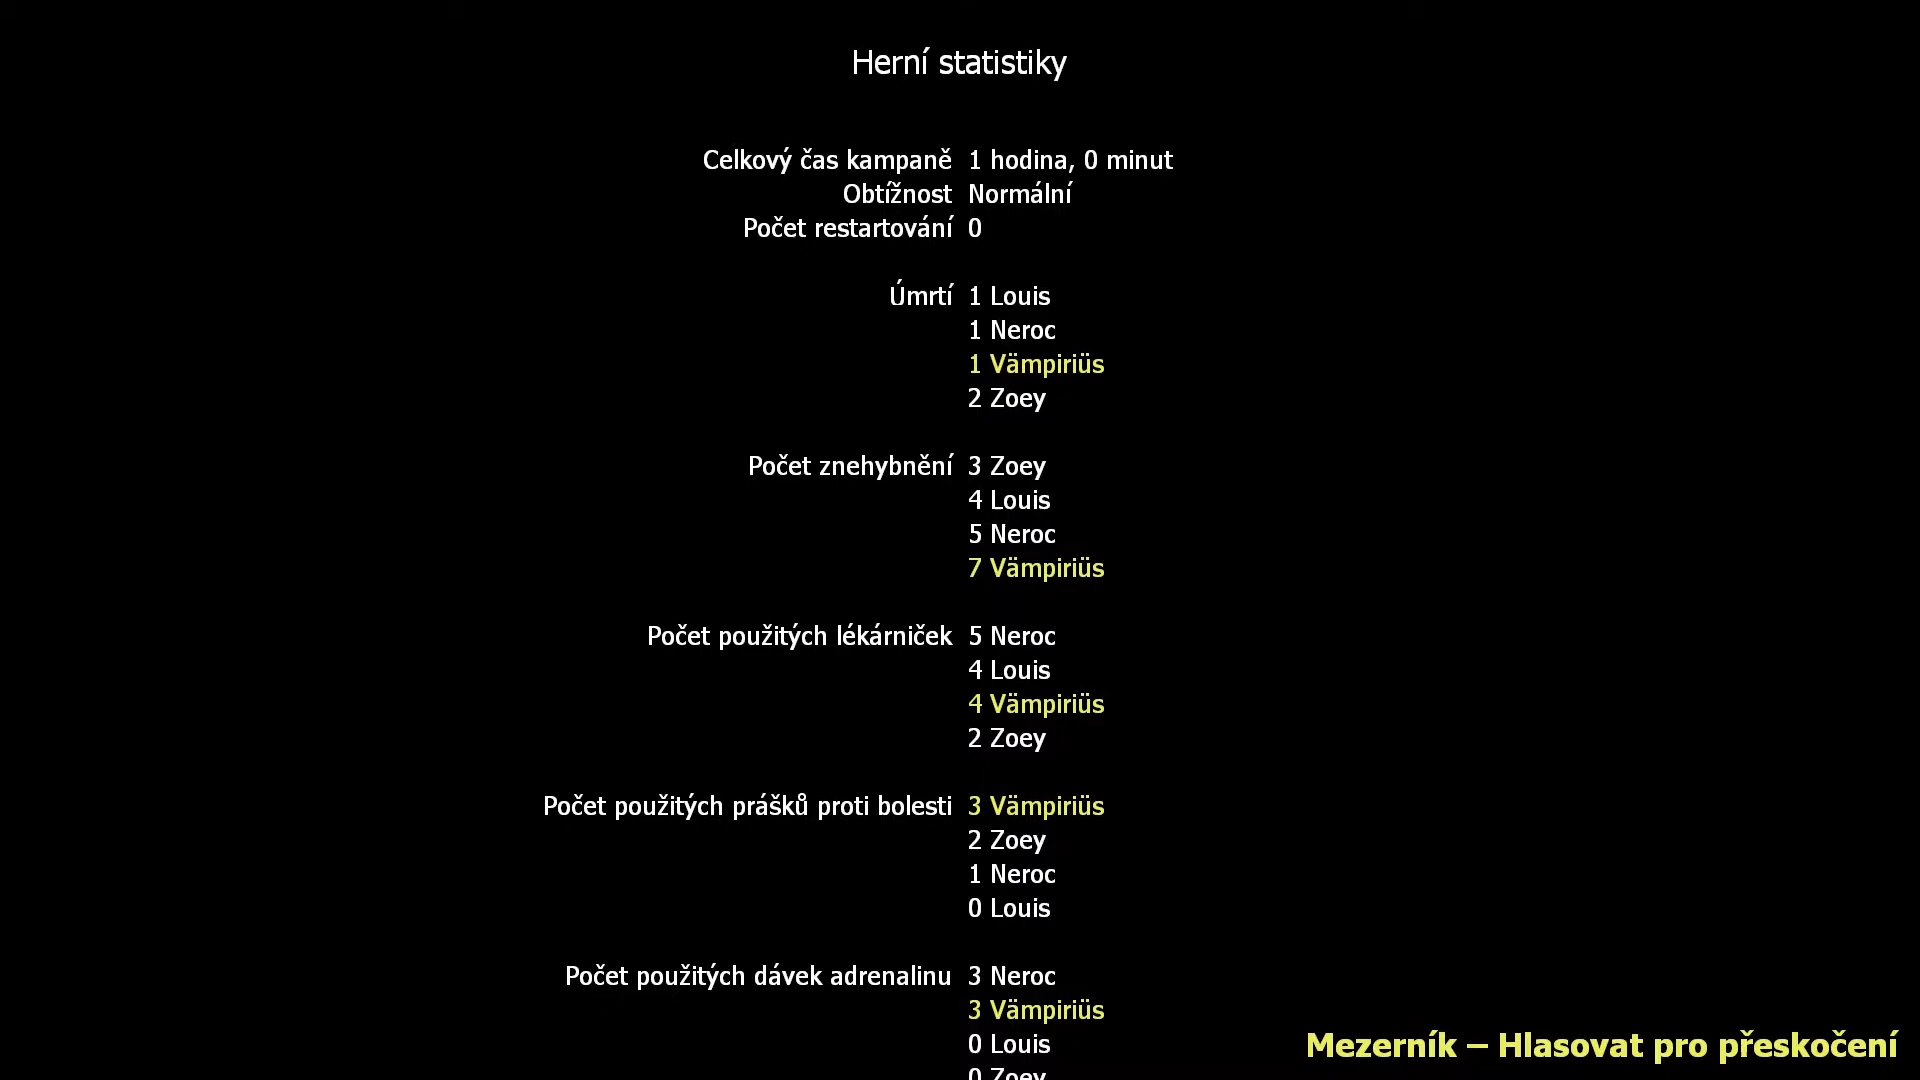 Herní statistiky
Celkový čas kampaně 1 hodina, 0 minut
Obtížnost Normální
Počet restartování 0
Úmrtí 1 Louis
1 Neroc
1 Vämpiriüs
2 Zoey
Počet znehybnění 3 Zoey
4 Louis
5 Neroc
7 Vämpiriüs
Počet použitých lékárniček 5 Neroc
4 Louis
4 Vämpiriüs
2 Zoey
Počet použitých prášků proti bolesti 3 Vämpiriüs
2 Zoey
1 Neroc
0 Louis
Počet použitých dávek adrenalinu 3 Neroc
3 Vämpiriüs
0 Louis
0 Zoey
Mezerník – Hlasovat pro přeskočení